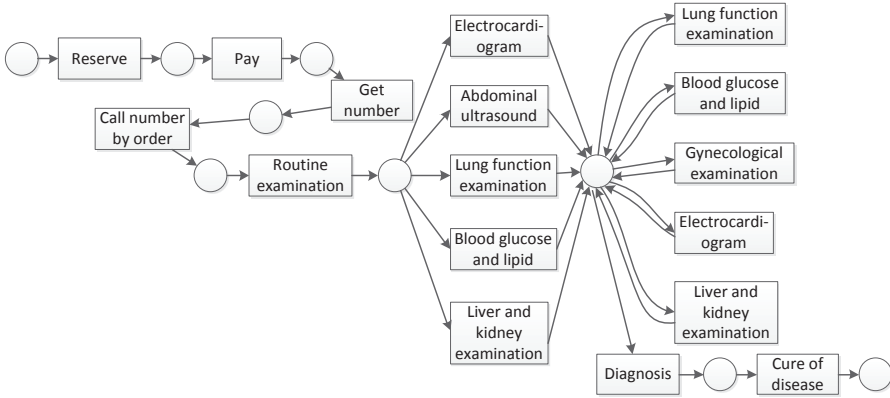 Reserve
Pay
Get
number
Call number
by order
Routine
examination
Electrocardi-
ogram
Abdominal
ultrasound
Lung function
examination
Blood glucose
and lipid
Liver and
kidney
examination
Lung function
examination
Blood glucose
and lipid
Gynecological
examination
Electrocardi-
ogram
Liver and
kidney
examination
Diagnosis
Cure of
disease